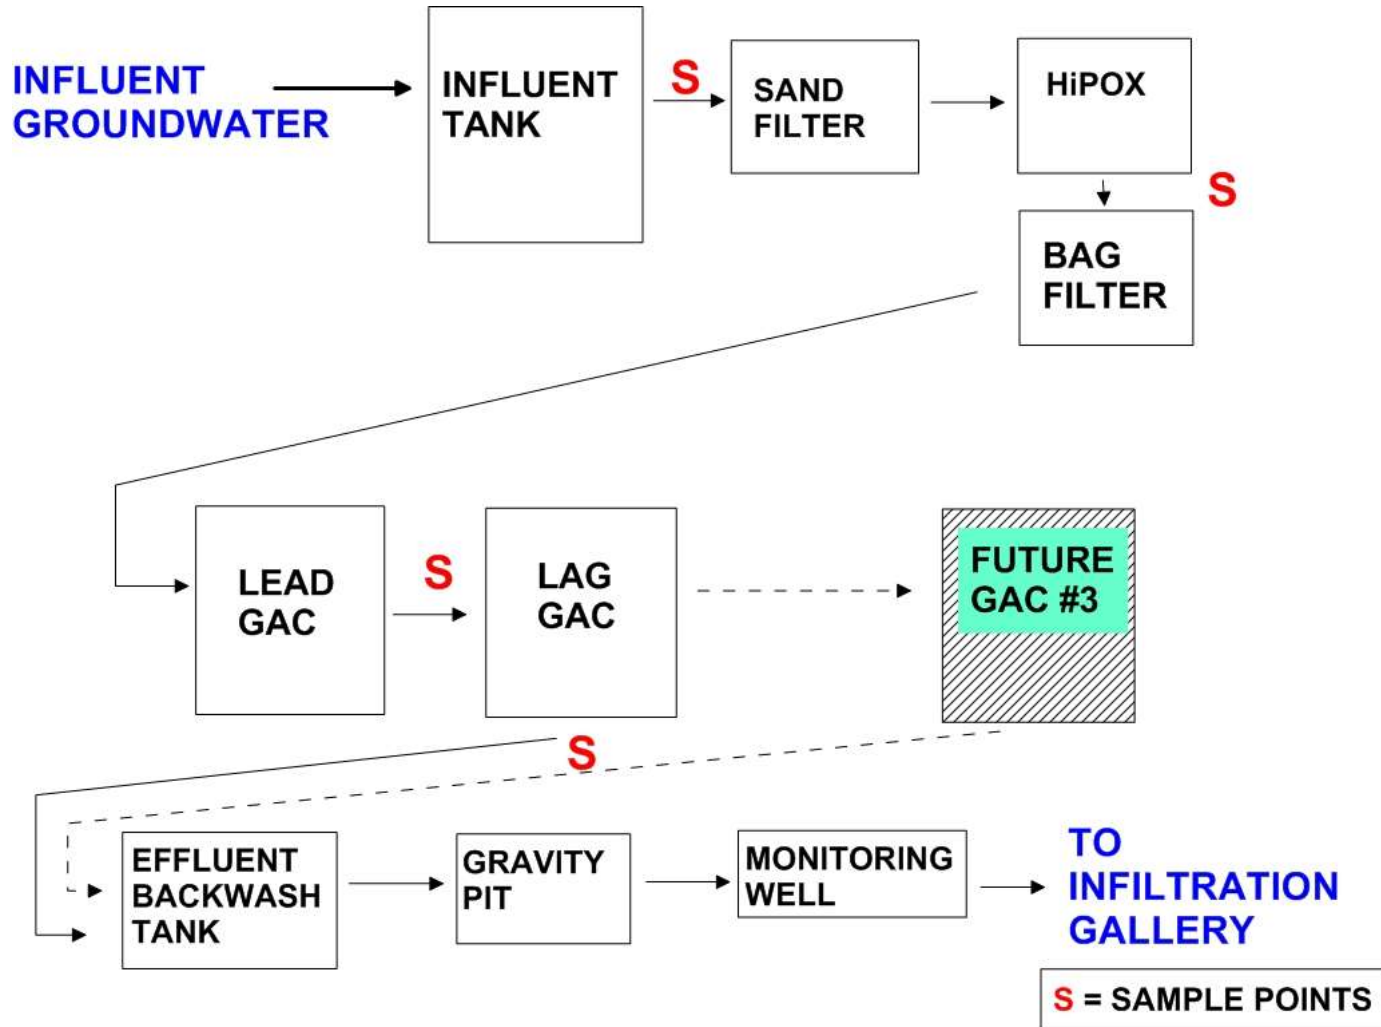 INFLUENT
GROUNDWATER
INFLUENT
TANK
S
SAND
FILTER
HiPOX
S
BAG
FILTER
LEAD
GAC
S
LAG
GAC
FUTURE
GAC #3
S
EFFLUENT
BACKWASH
TANK
GRAVITY
PIT
MONITORING
WELL
TO
INFILTRATION
GALLERY
S = SAMPLE POINTS